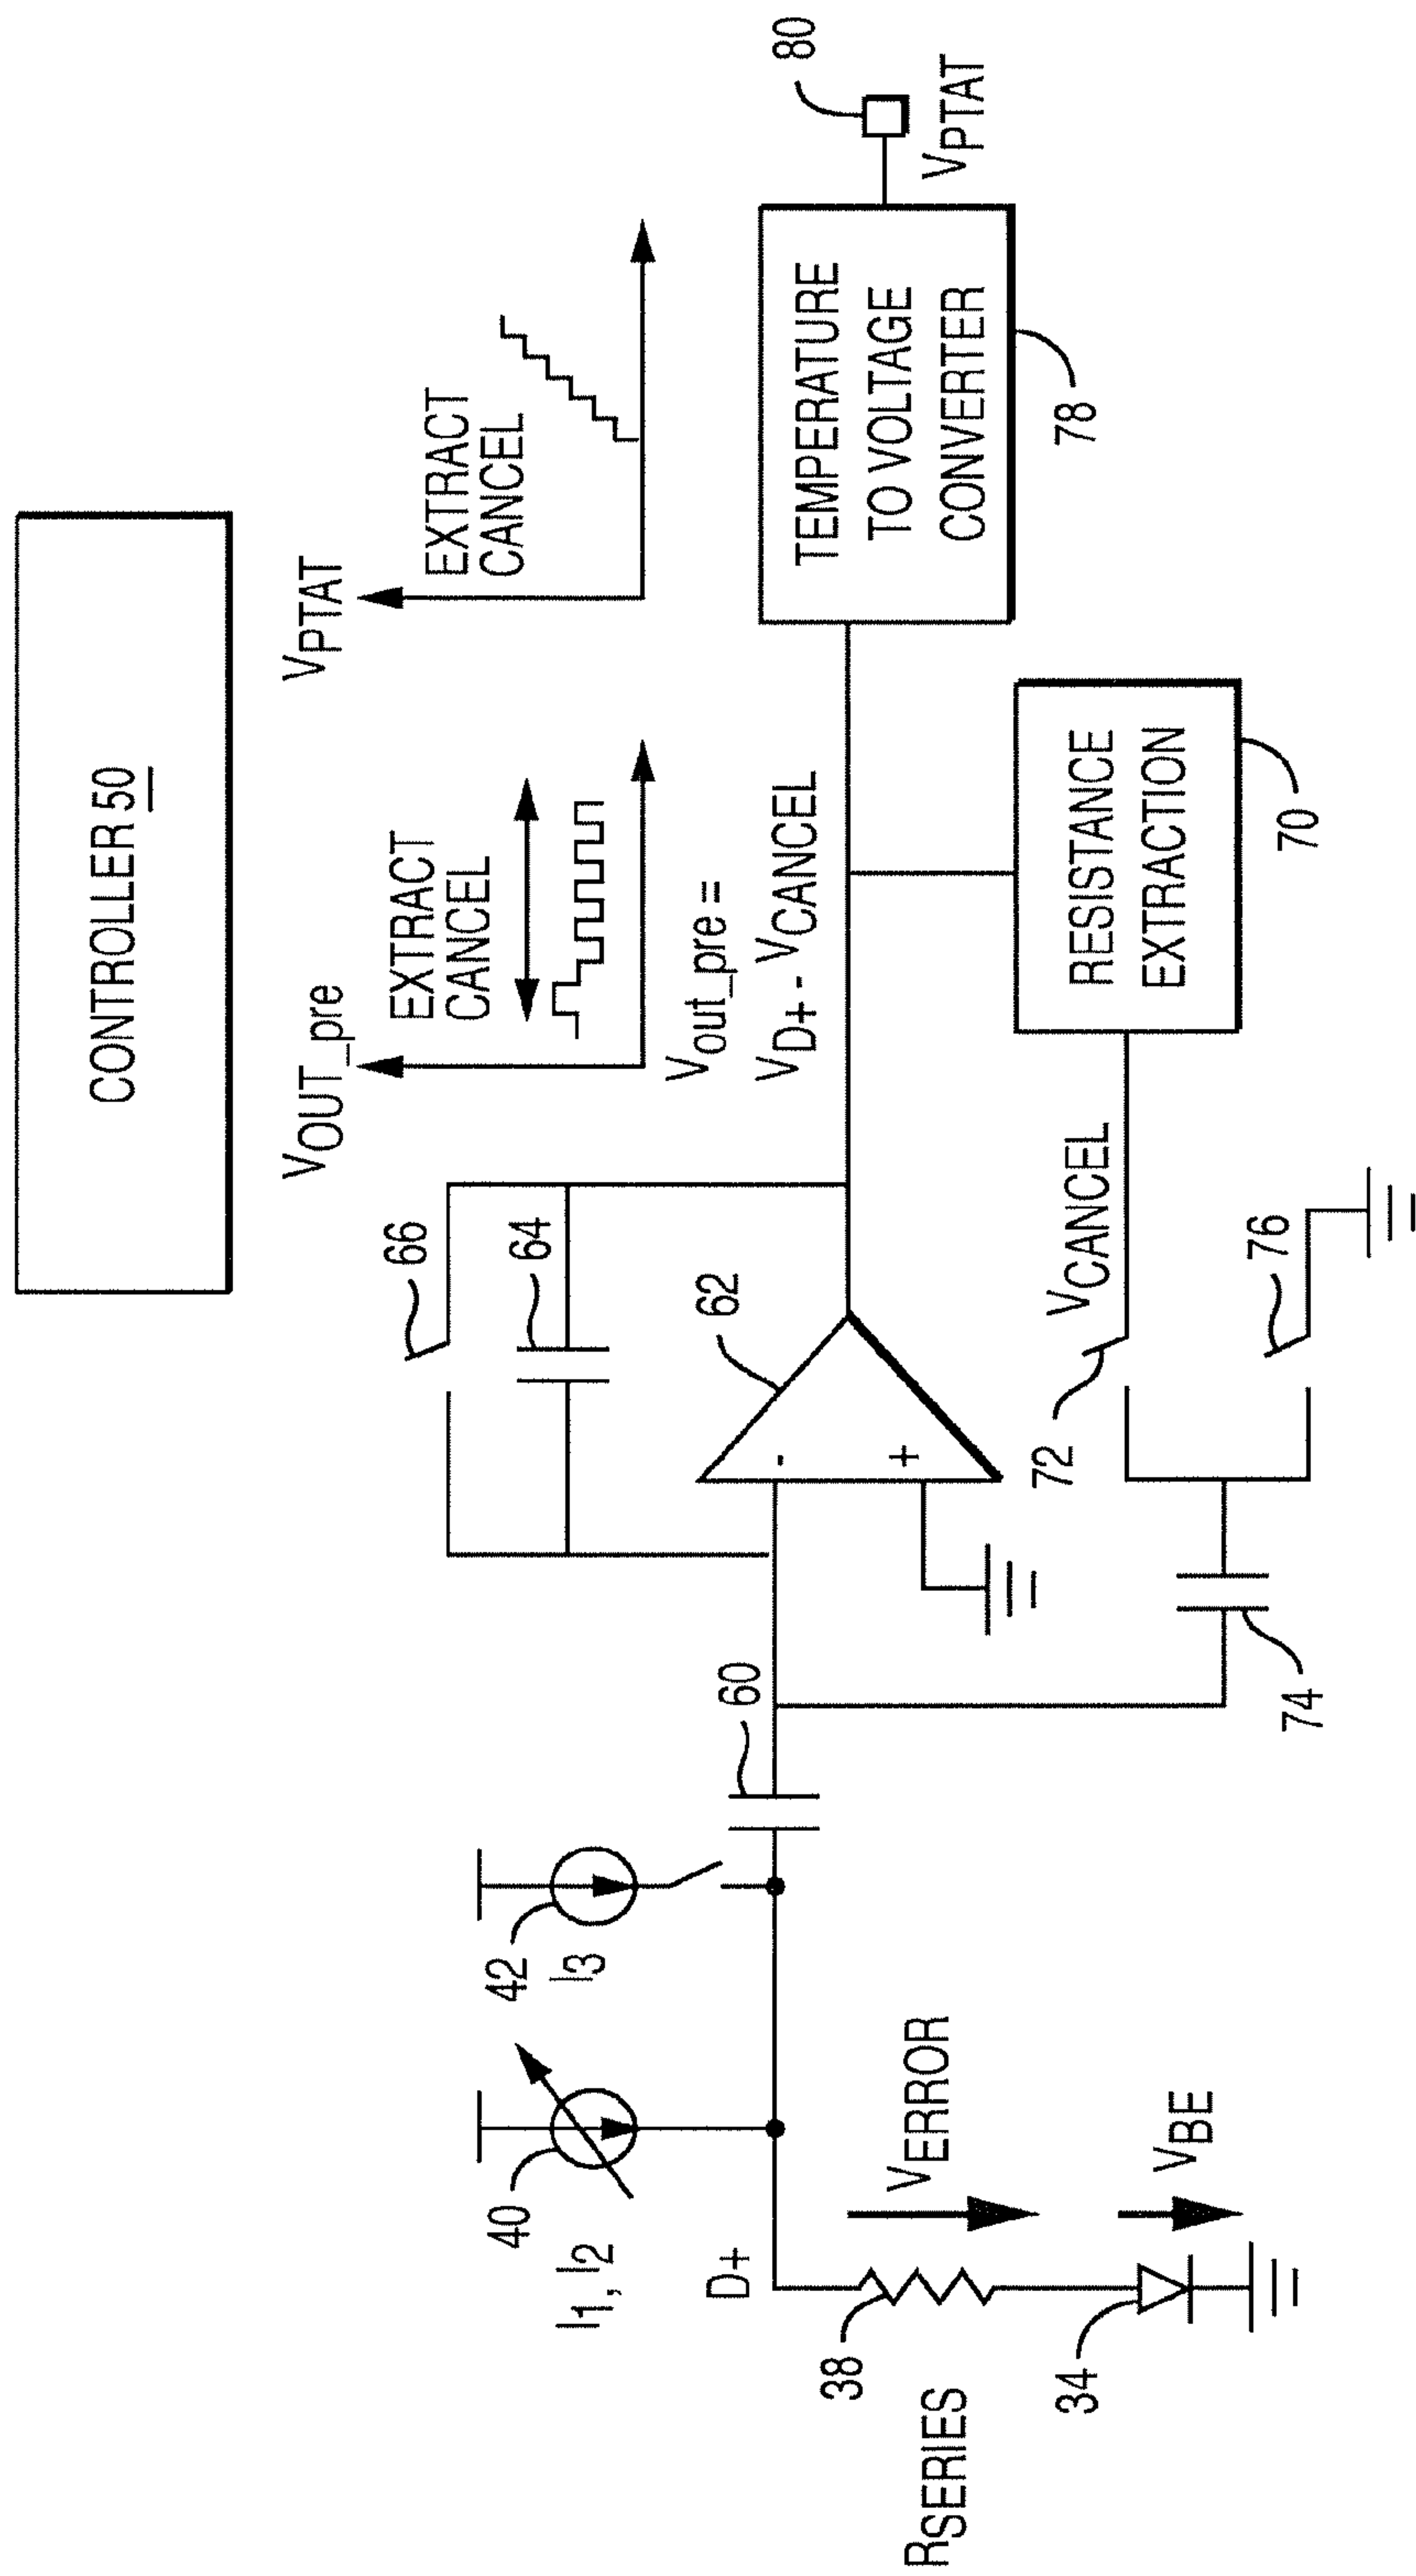 CONTROLLER 50
VOUT_pre
EXTRACT
CANCEL
VPTAT
EXTRACT
CANCEL
66
64
Vout_pre =
VD+ - VCANCEL
62
-
+
40
I1, I2
42
I3
D+
60
TEMPERATURE
TO VOLTAGE
CONVERTER
78
80
VPTAT
38
RSERIES
VERROR
34
VBE
72
VCANCEL
74
76
RESISTANCE
EXTRACTION
70